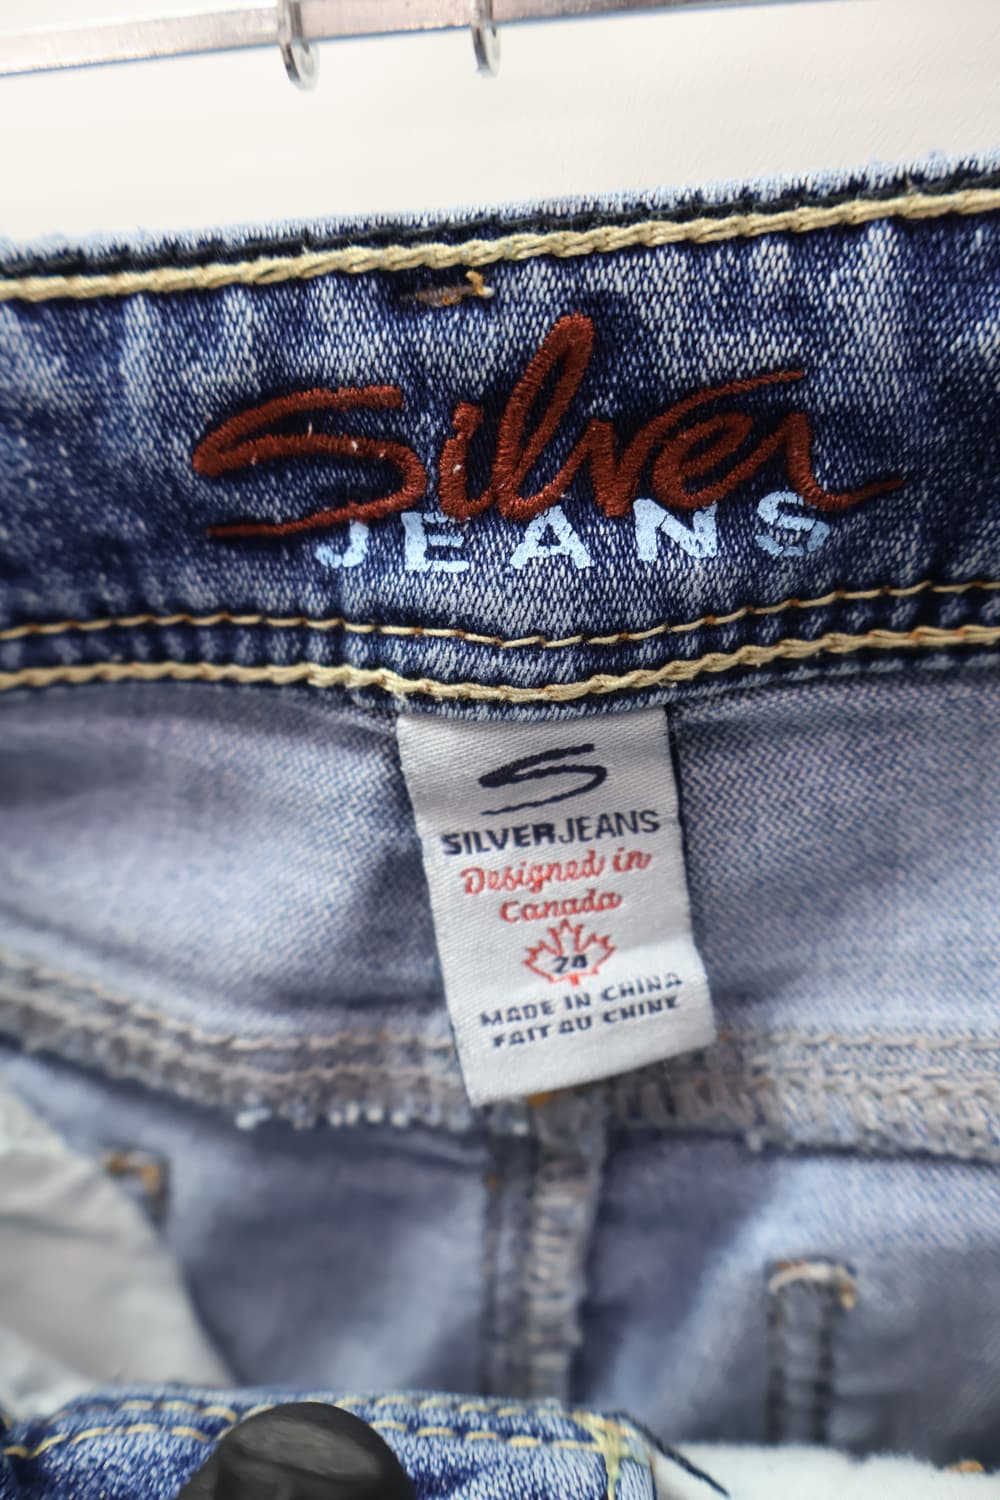 Silver
JEANS
SILVERJEANS
Designed in
Canada
24
MADE IN CHINA
FAIT AU CHINE